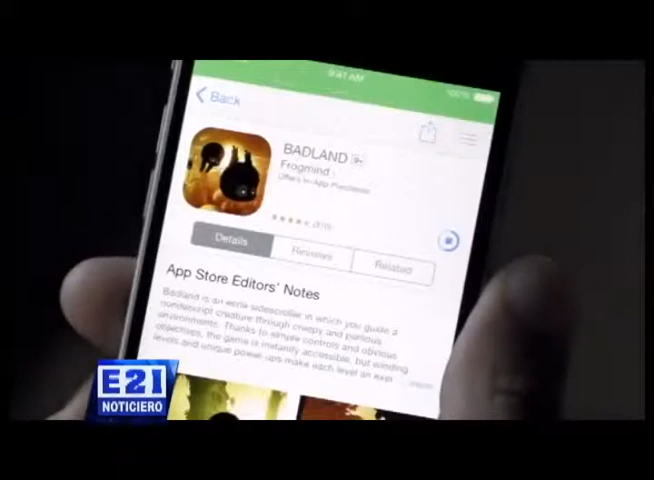 9:41 AM
100%
Back
BADLAND 9+
Frogmind
Offers In-App Purchases
Details
Reviews
Related
App Store Editors' Notes
Badland is an eerie sidescroller in which you guide a
nondescript creature through creepy and perilous
environments. Thanks to simple controls and obvious
objectives, the game is instantly accessible, but winding
levels and unique power-ups make each level an exer
E21
NOTICIERO